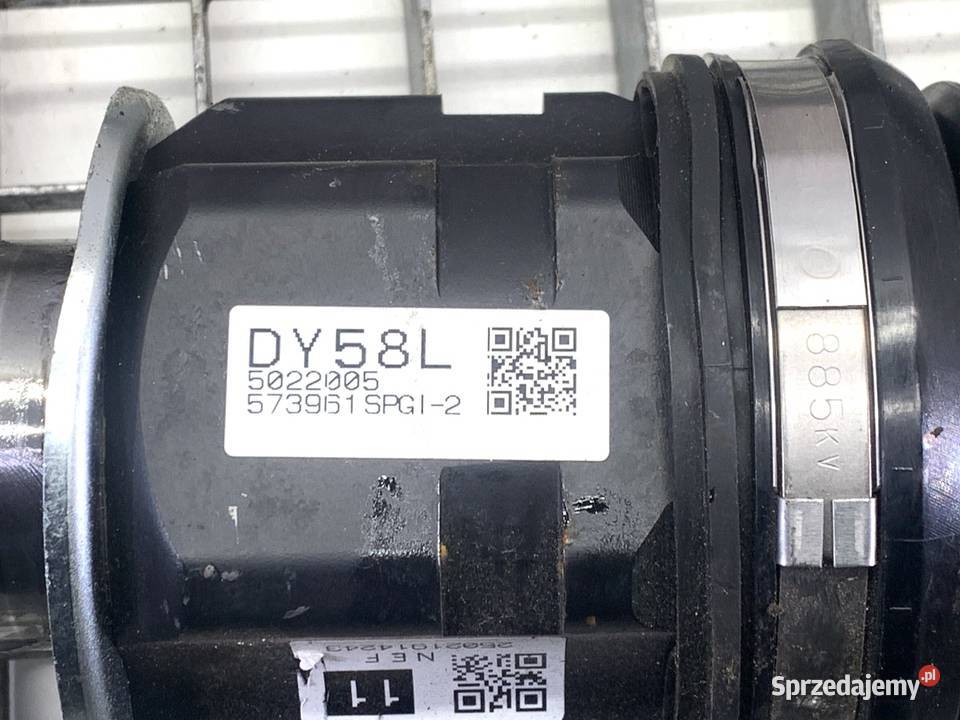 DY58L
5022005
573961SPGI-2
O 885KV
NEF
11
Sprzedajemy.pl